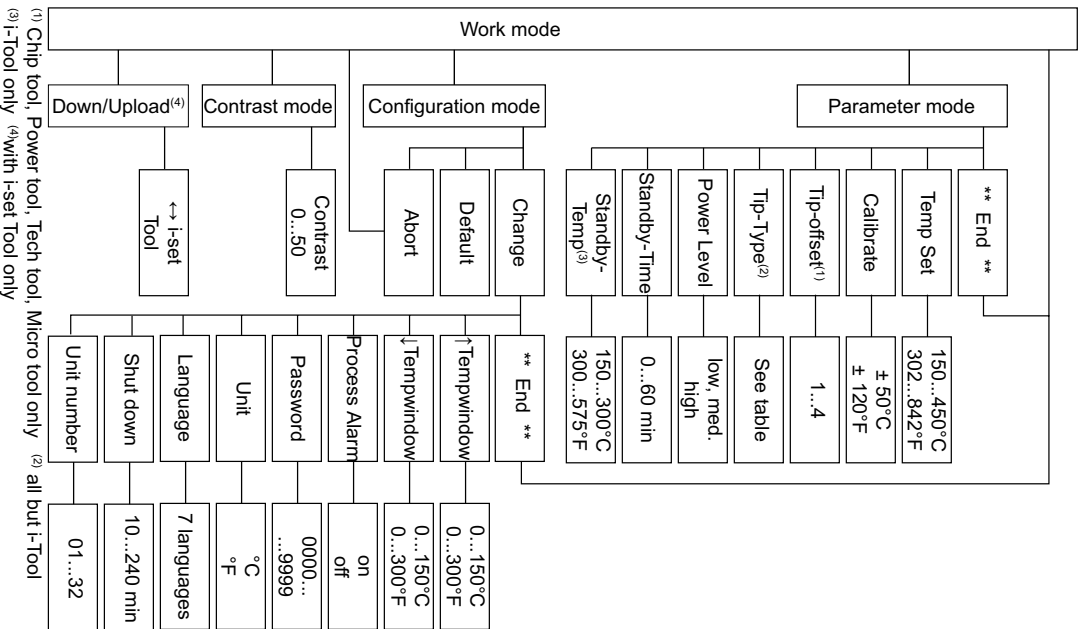 Work mode
Down/Upload(4)
Contrast mode
Configuration mode
Parameter mode
↔ i-set
Tool
Contrast
0...50
Abort
Default
Change
Standby-
Temp(3)
Standby-Time
Power Level
Tip-Type(2)
Tip-offset(1)
Calibrate
Temp Set
** End **
150...300°C
300...575°F
0...60 min
low, med.
high
See table
1...4
± 50°C
± 120°F
150...450°C
302...842°F
Unit number
Shut down
Language
Unit
Password
Process Alarm
↓Tempwindow
↑Tempwindow
** End **
01...32
10...240 min
7 languages
°C
°F
0000...
...9999
on
off
0...150°C
0...300°F
0...150°C
0...300°F
(1) Chip tool, Power tool, Tech tool, Micro tool only (2) all but i-Tool
(3) i-Tool only (4)with i-set Tool only